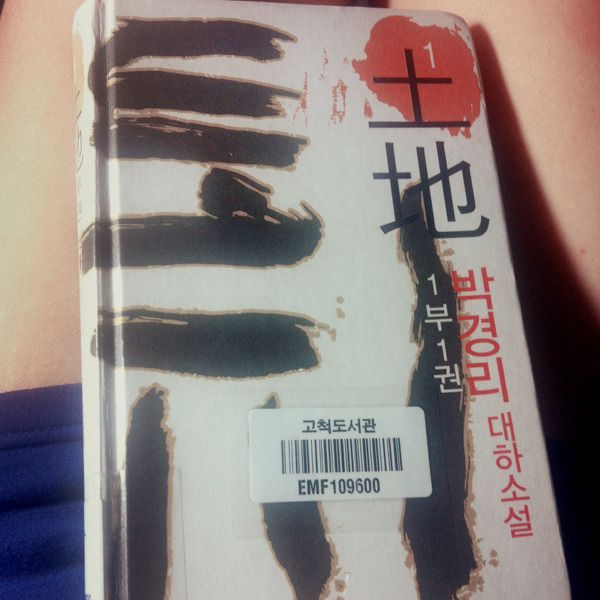 1
土地
박경리 대하소설
1부1권
고척도서관
EMF109600